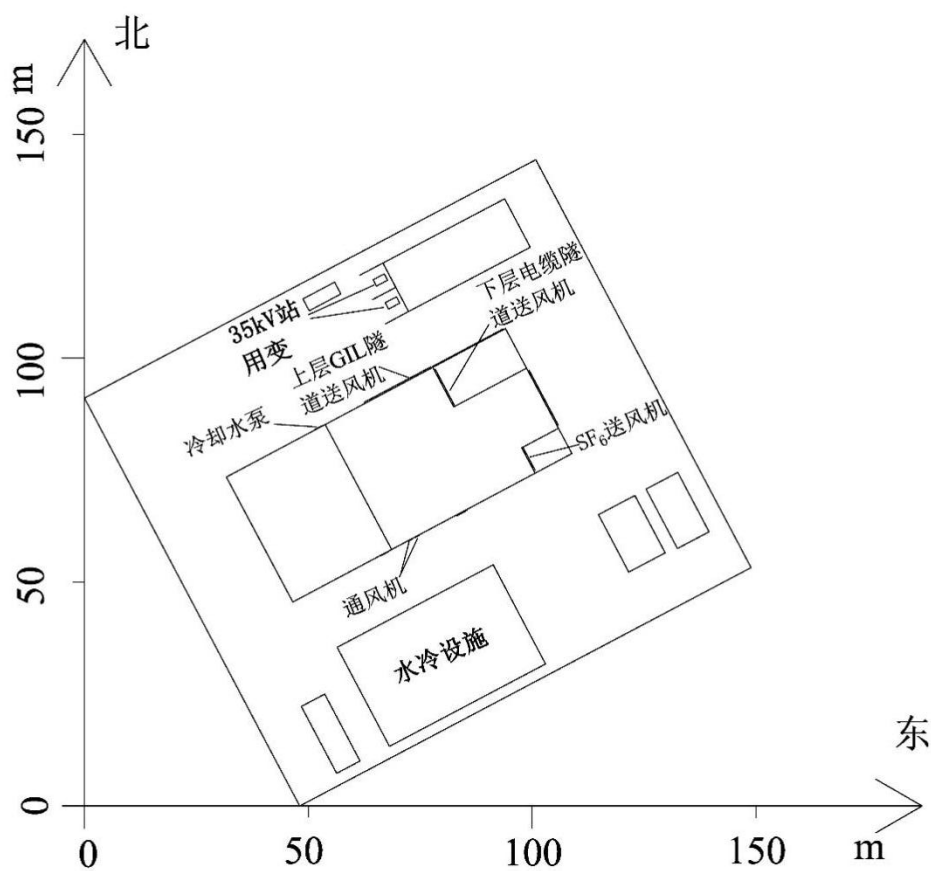 北
m
150
100
50
0
35kV站
用变
下层电缆隧
道送风机
上层GIL隧
道送风机
冷却水泵
SF₆送风机
通风机
水冷设施
东
0
50
100
150
m